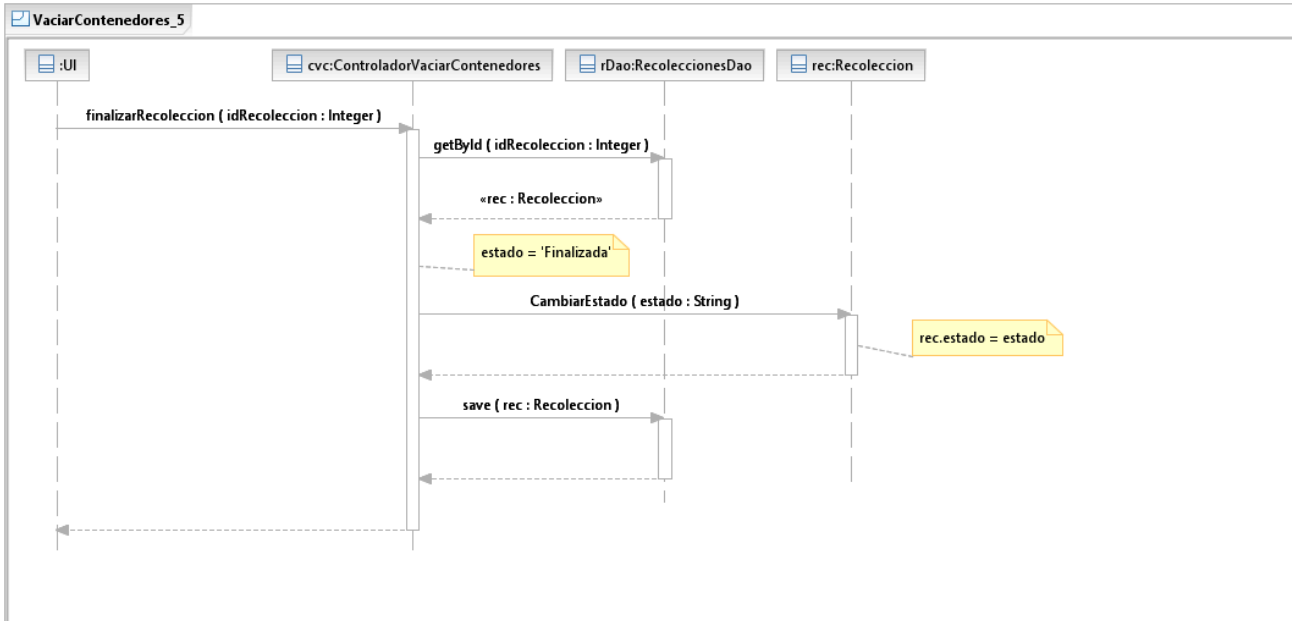 VaciarContenedores_5
:UI
cvc:ControladorVaciarContenedores
rDao:RecoleccionesDao
rec:Recoleccion
finalizarRecoleccion ( idRecoleccion : Integer )
getById ( idRecoleccion : Integer )
«rec : Recoleccion»
estado = 'Finalizada'
CambiarEstado ( estado : String )
rec.estado = estado
save ( rec : Recoleccion )